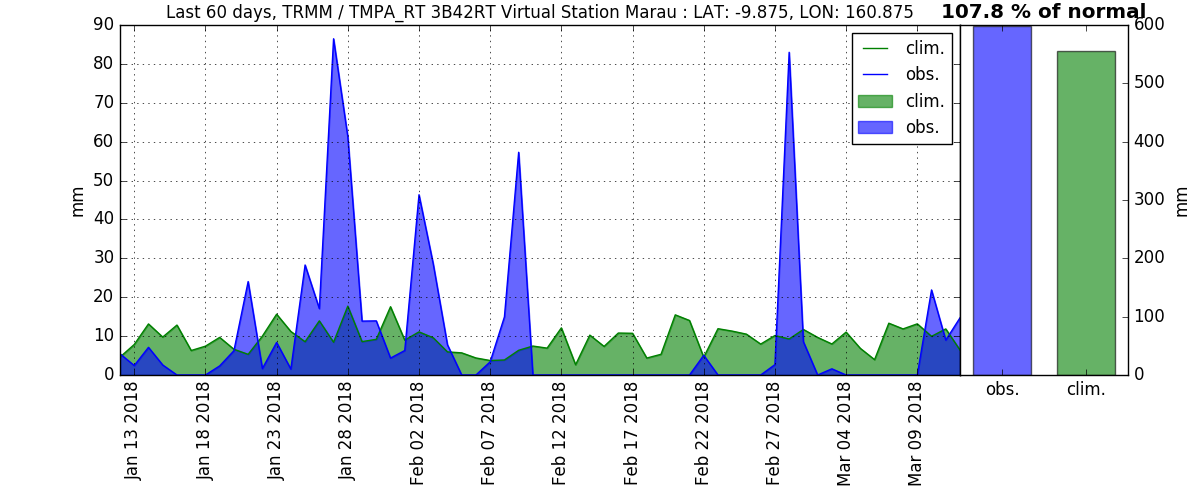 Last 60 days, TRMM / TMPA_RT 3B42RT Virtual Station Marau : LAT: -9.875, LON: 160.875
107.8 % of normal
90
80
70
60
50
40
30
20
10
0
mm
clim.
obs.
clim.
obs.
Jan 13 2018
Jan 18 2018
Jan 23 2018
Jan 28 2018
Feb 02 2018
Feb 07 2018
Feb 12 2018
Feb 17 2018
Feb 22 2018
Feb 27 2018
Mar 04 2018
Mar 09 2018
600
500
400
300
200
100
0
mm
obs.
clim.